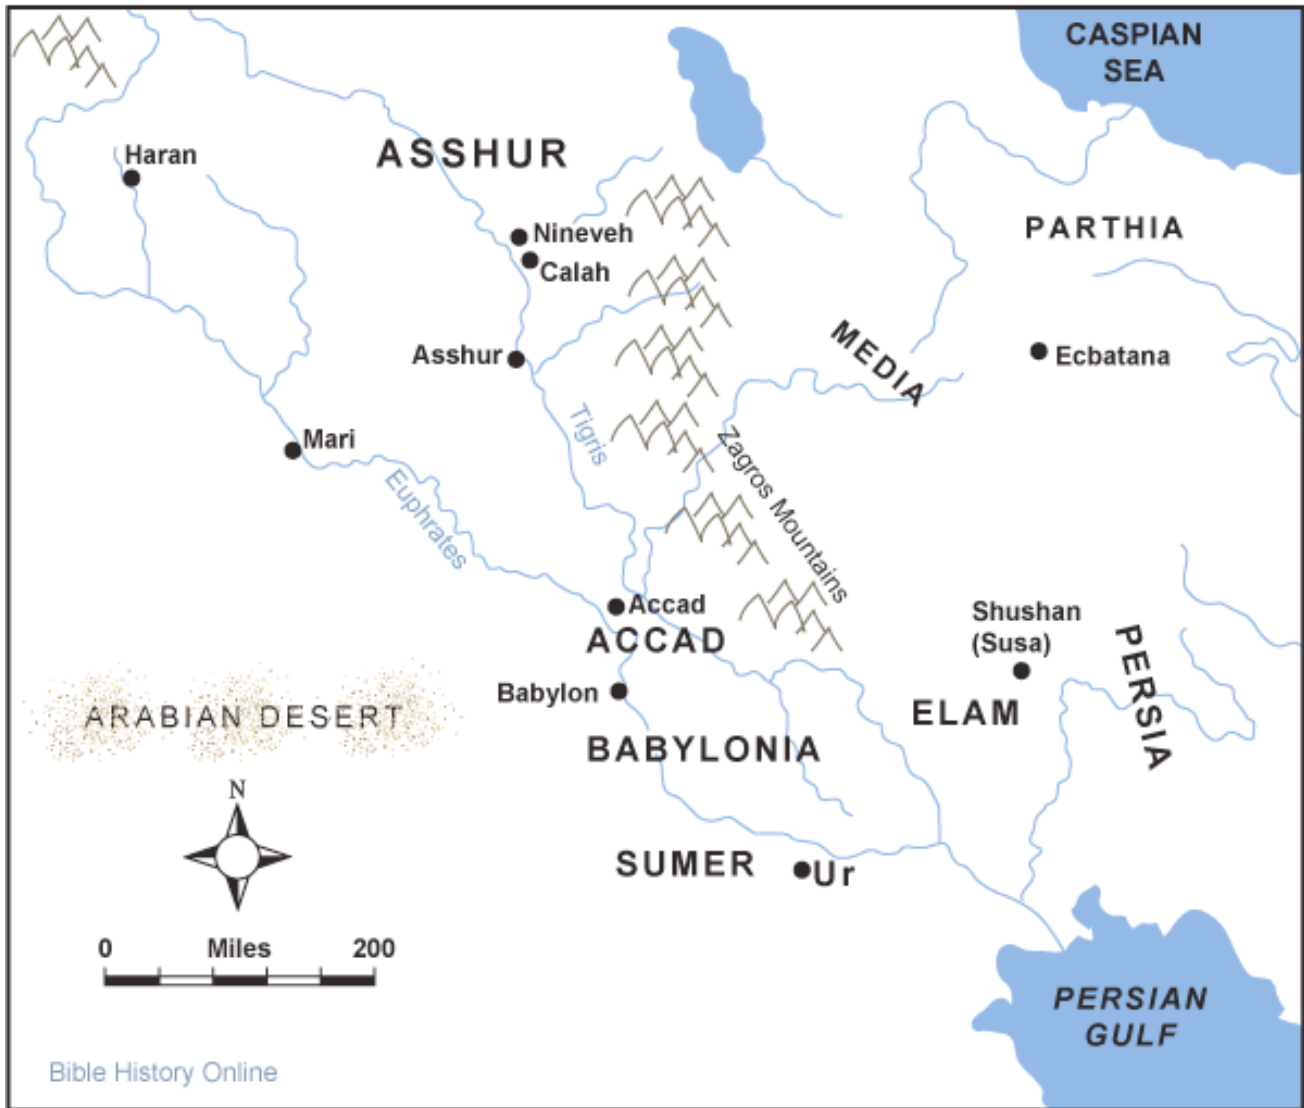 CASPIAN
SEA
ASSHUR
Haran
PARTHIA
Nineveh
Calah
MEDIA
Asshur
Ecbatana
Tigris
Mari
Zagros Mountains
Euphrates
Accad
ACCAD
Shushan
(Susa)
PERSIA
Babylon
ELAM
ARABIAN DESERT
BABYLONIA
N
SUMER
Ur
0 Miles 200
PERSIAN
GULF
Bible History Online